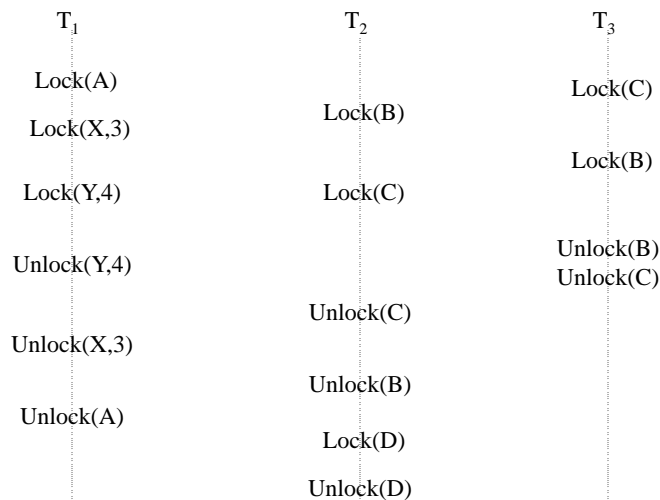 T1
T2
T3
Lock(A)
Lock(X,3)
Lock(Y,4)
Unlock(Y,4)
Unlock(X,3)
Unlock(A)
Lock(B)
Lock(C)
Unlock(C)
Unlock(B)
Lock(D)
Unlock(D)
Lock(C)
Lock(B)
Unlock(B)
Unlock(C)